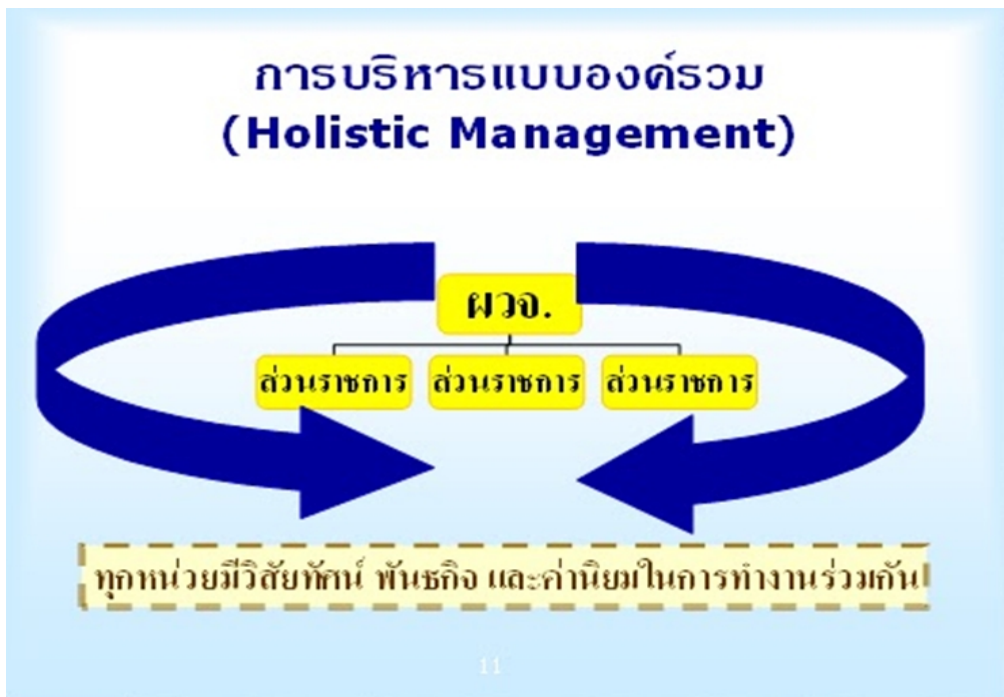 การบริหารแบบองค์รวม
(Holistic Management)
ผวจ.
ส่วนราชการ ส่วนราชการ ส่วนราชการ
ทุกหน่วยมีวิสัยทัศน์ พันธกิจ และค่านิยมในการทำงานร่วมกัน
11